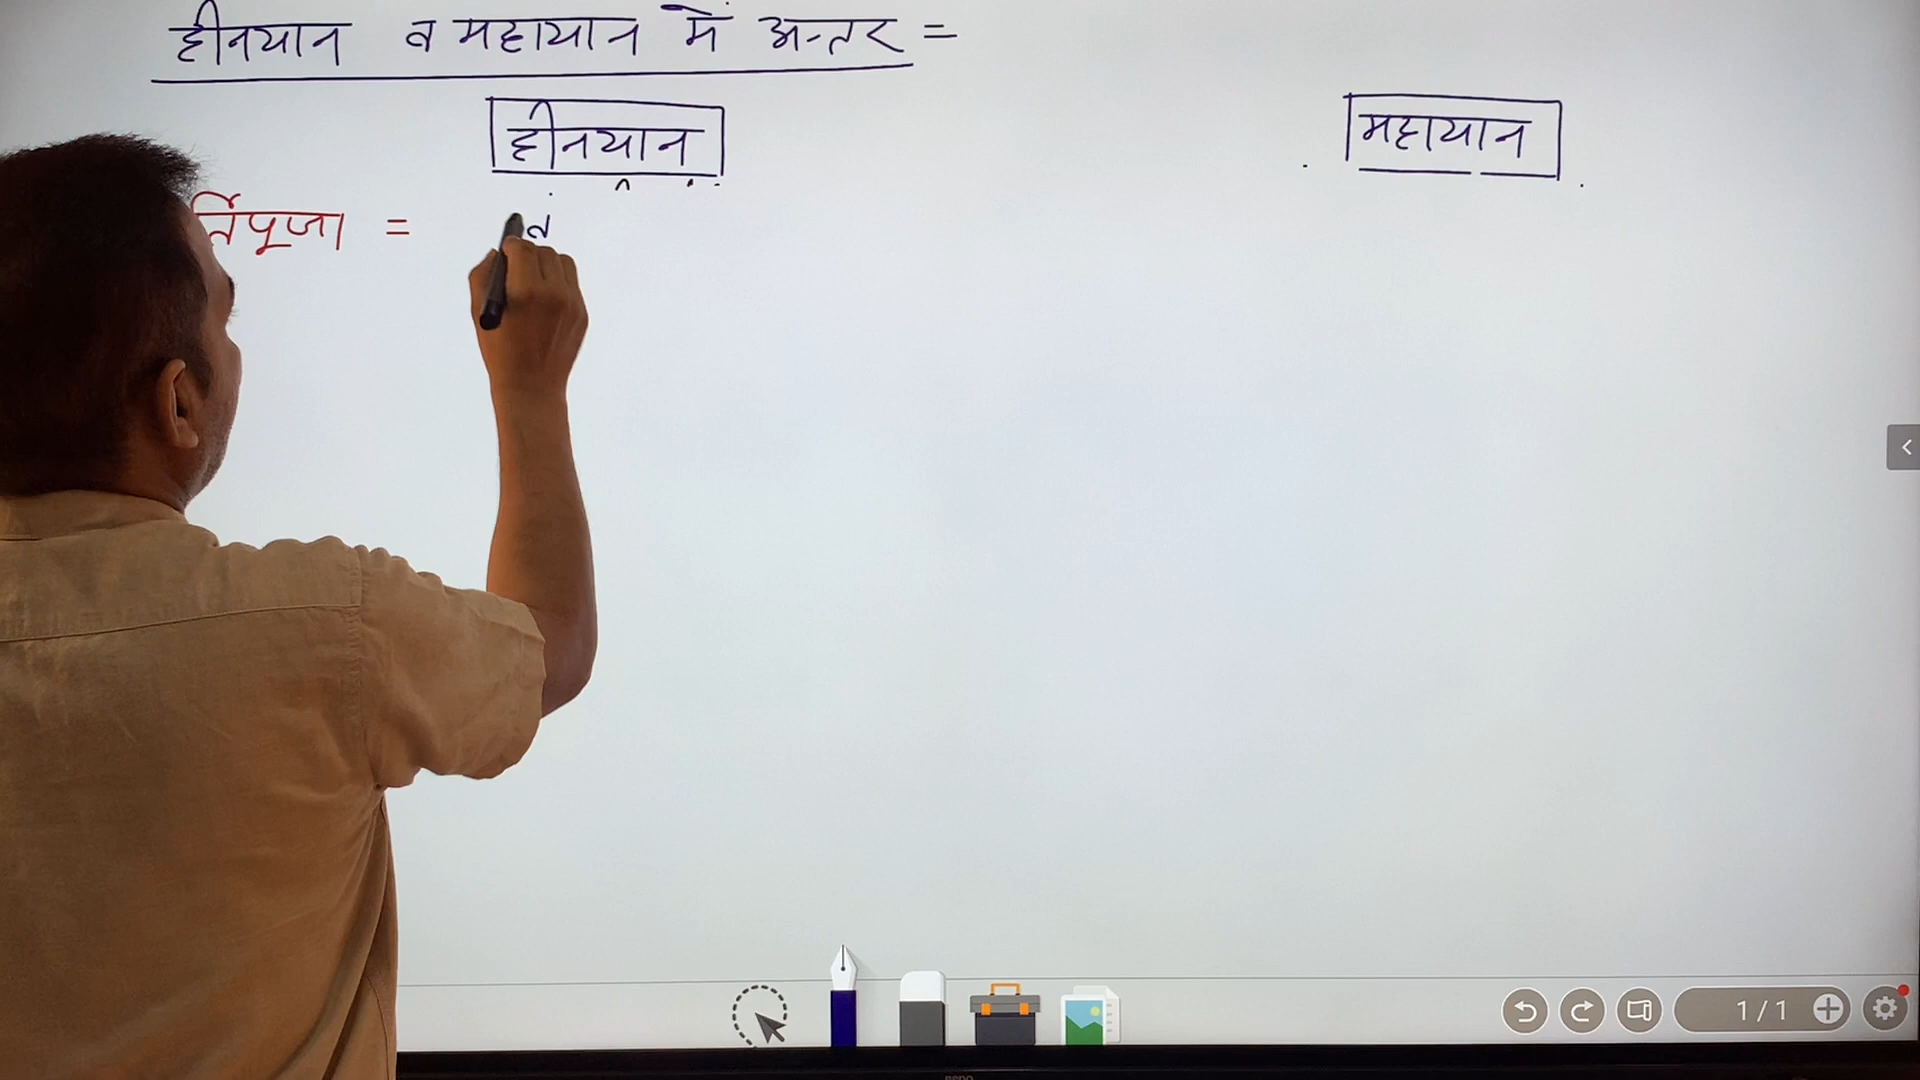 हीनयान व महायान में अन्तर =
हीनयान
महायान
र्तिपूजा =
1/1